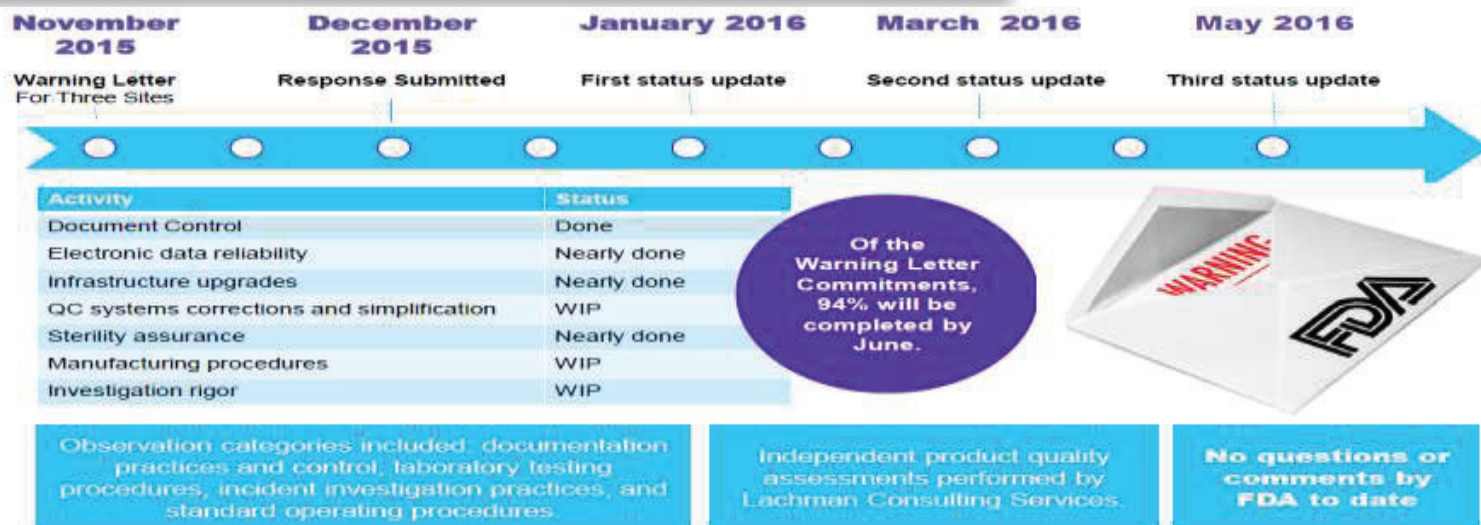 November 2015
December 2015
January 2016
March 2016
May 2016
Warning Letter
For Three Sites
Response Submitted
First status update
Second status update
Third status update
Activity Status
Document Control Done
Electronic data reliability Nearly done
Infrastructure upgrades Nearly done
QC systems corrections and simplification WIP
Sterility assurance Nearly done
Manufacturing procedures WIP
Investigation rigor WIP
Of the
Warning Letter
Commitments,
94% will be
completed by
June.
WARNING
FDA
Observation categories included: documentation
practices and control, laboratory testing
procedures, incident investigation practices, and
standard operating procedures.
Independent product quality
assessments performed by
Lachman Consulting Services.
No questions or
comments by
FDA to date